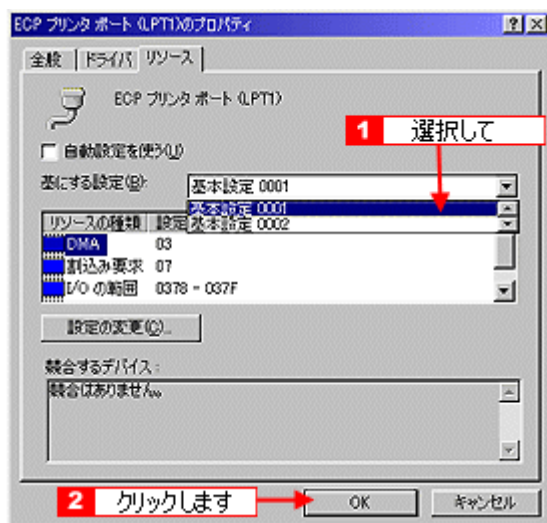 ECP プリンタ ポート (LPT1)のプロパティ
全般 ドライバ リソース
ECP プリンタ ポート (LPT1)
1 選択して
自動設定を使う(U)
基にする設定(B): 基本設定 0001
基本設定 0001
基本設定 0002
リソースの種類 設定
DMA 03
割込み要求 07
I/O の範囲 0378 - 037F
設定の変更(C)...
競合するデバイス:
競合はありません。
2 クリックします
OK キャンセル